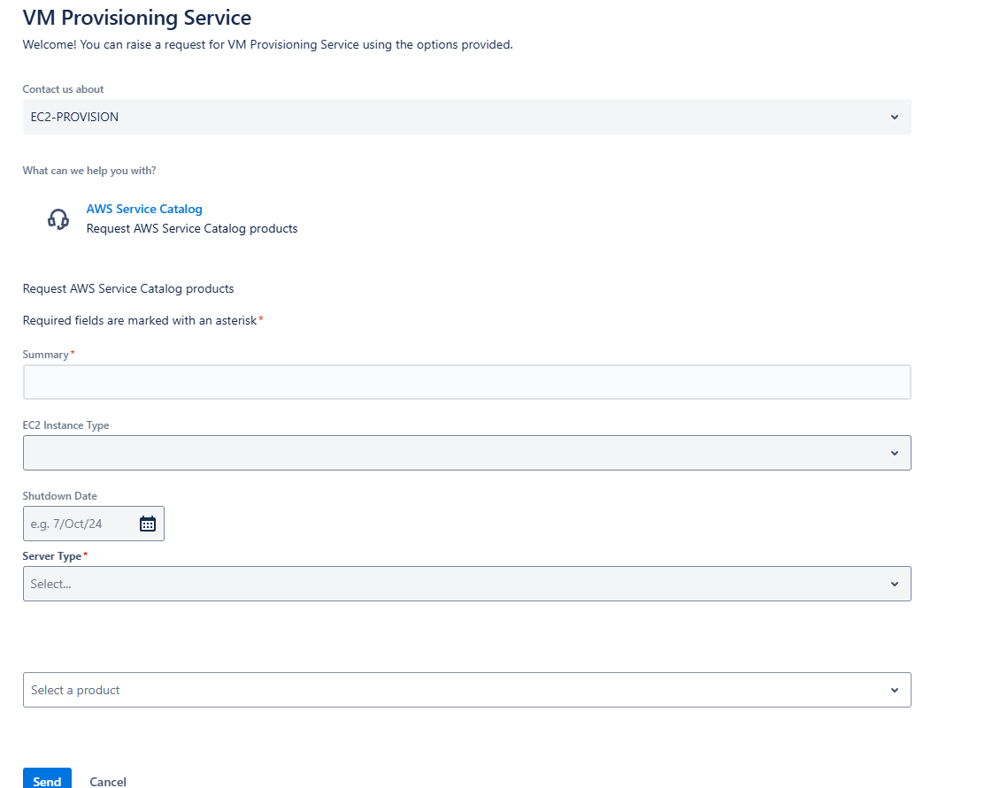 VM Provisioning Service
Welcome! You can raise a request for VM Provisioning Service using the options provided.
Contact us about
EC2-PROVISION
What can we help you with?
AWS Service Catalog
Request AWS Service Catalog products
Request AWS Service Catalog products
Required fields are marked with an asterisk*
Summary*
EC2 Instance Type
Shutdown Date
e.g. 7/Oct/24
Server Type*
Select...
Select a product
Send Cancel